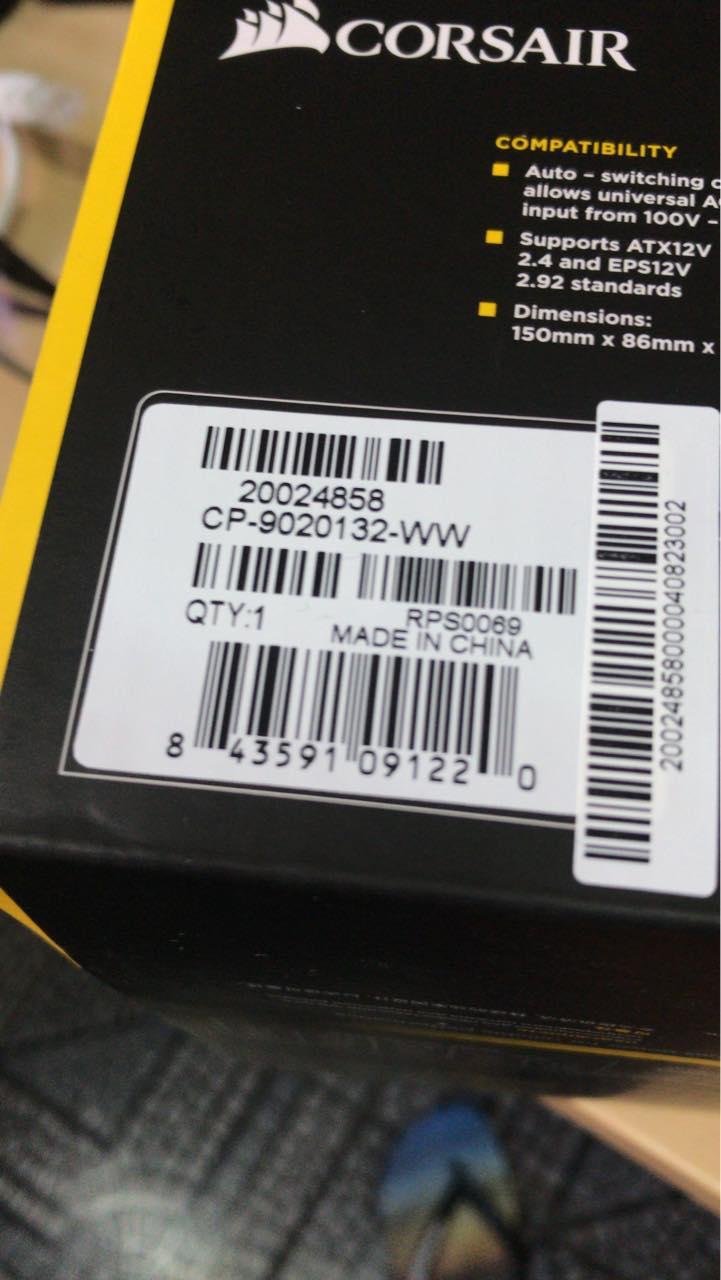 CORSAIR
COMPATIBILITY
Auto – switching
allows universal
input from 100V –
Supports ATX12V
2.4 and EPS12V
2.92 standards
Dimensions:
150mm x 86mm x
20024858
CP-9020132-WW
QTY:1
RPS0069
MADE IN CHINA
8 43591 09122 0
20024858000040823002